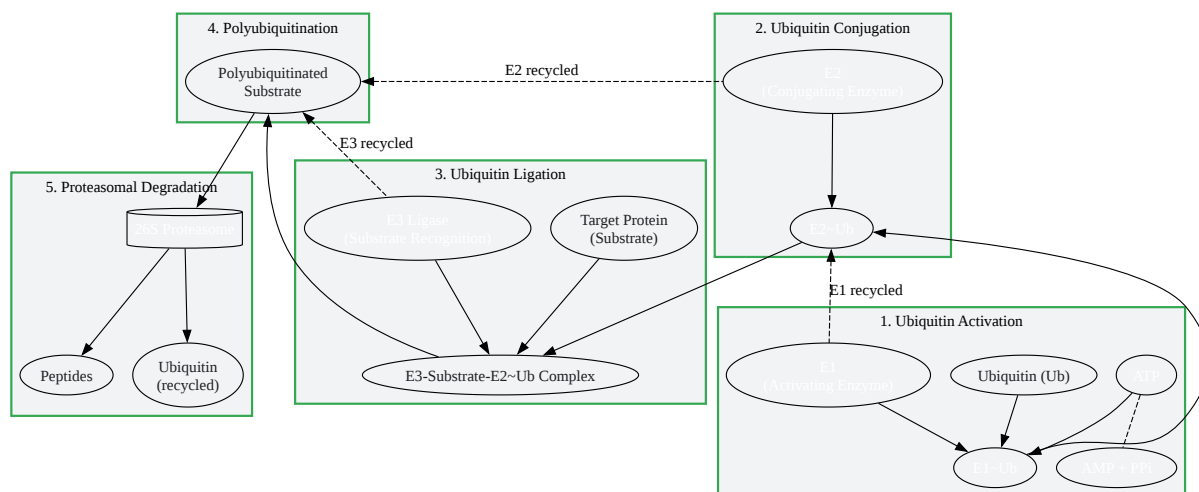 4. Polyubiquitination
Polyubiquitinated
Substrate
E2 recycled
2. Ubiquitin Conjugation
E2
(Conjugating Enzyme)
E3 recycled
5. Proteasomal Degradation
26S Proteasome
3. Ubiquitin Ligation
E3 Ligase
(Substrate Recognition)
Target Protein
(Substrate)
E2~Ub
E1 recycled
1. Ubiquitin Activation
Peptides
Ubiquitin
(recycled)
E3-Substrate-E2~Ub Complex
E1
(Activating Enzyme)
Ubiquitin (Ub)
ATP
E1~Ub
AMP + PPi